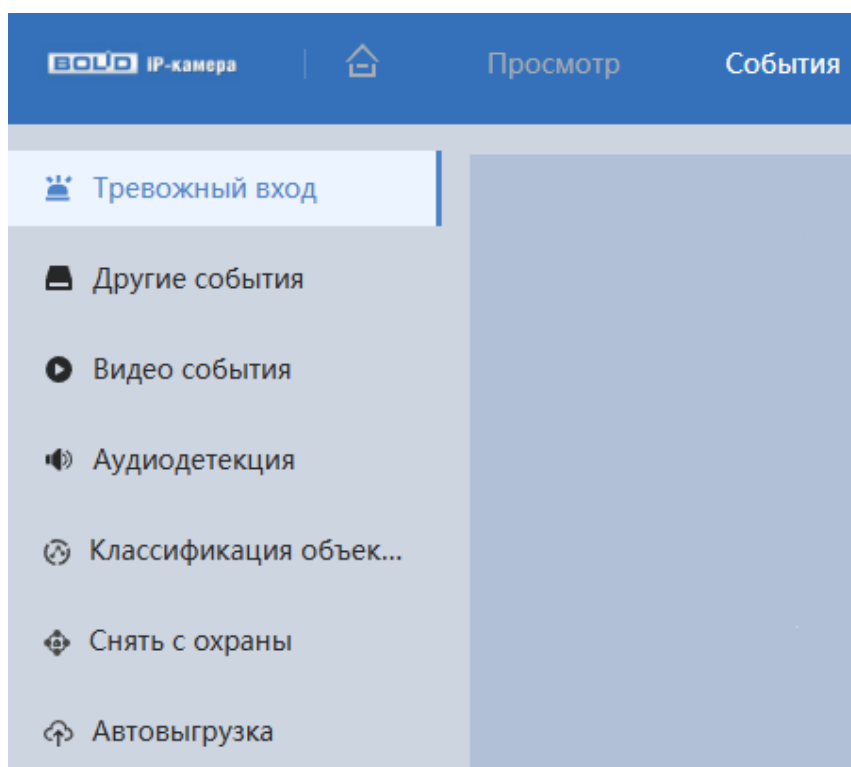 BOLID IP-камера Просмотр События
Тревожный вход
Другие события
Видео события
Аудиодетекция
Классификация объек...
Снять с охраны
Автовыгрузка